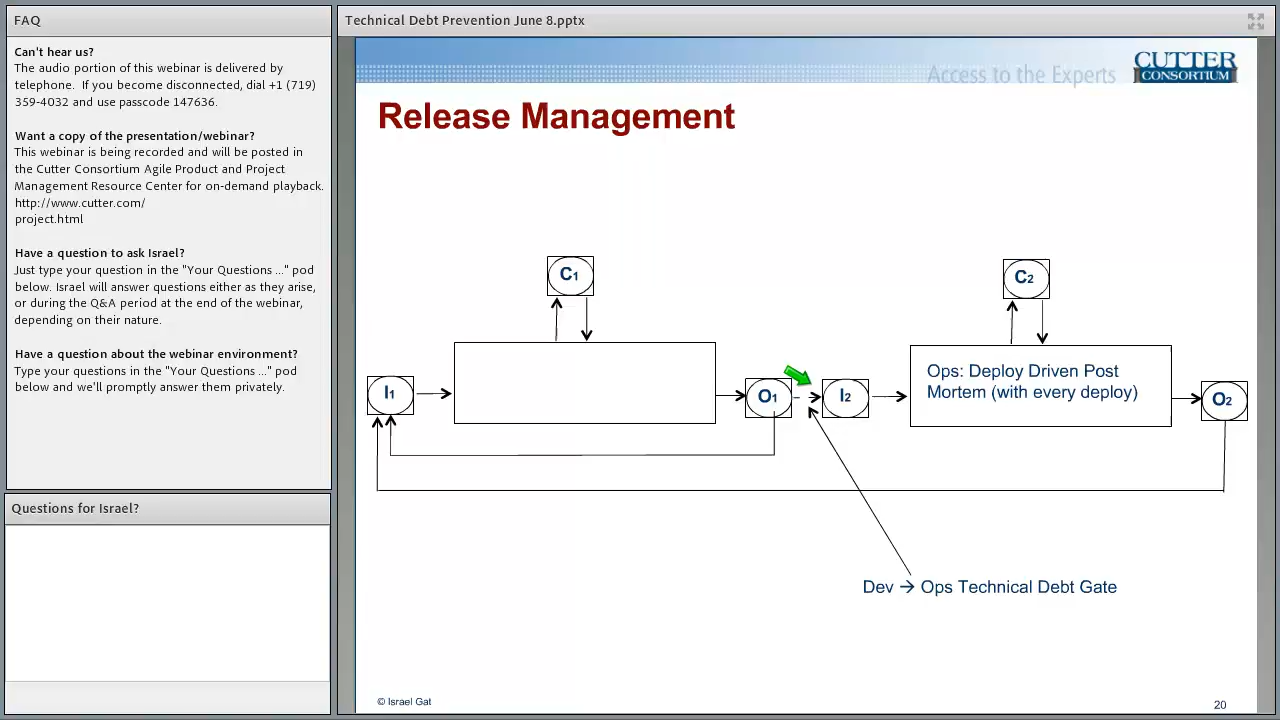 FAQ
Can't hear us?
The audio portion of this webinar is delivered by
telephone. If you become disconnected, dial +1 (719)
359-4032 and use passcode 147636.
Want a copy of the presentation/webinar?
This webinar is being recorded and will be posted in
the Cutter Consortium Agile Product and Project
Management Resource Center for on-demand playback.
http://www.cutter.com/
project.html
Have a question to ask Israel?
Just type your question in the "Your Questions ..." pod
below. Israel will answer questions either as they arise,
or during the Q&A period at the end of the webinar,
depending on their nature.
Have a question about the webinar environment?
Type your questions in the "Your Questions ..." pod
below and we'll promptly answer them privately.
Questions for Israel?
Technical Debt Prevention June 8.pptx
Access to the Experts
CUTTER
CONSORTIUM
Release Management
C1
C2
I1
O1
I2
Ops: Deploy Driven Post
Mortem (with every deploy)
O2
Dev → Ops Technical Debt Gate
© Israel Gat
20